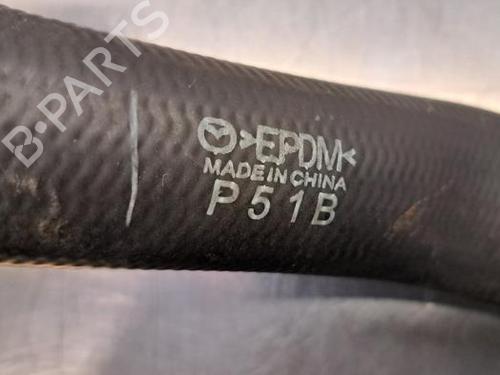 B-PARTS
>EPDM<
MADE IN CHINA
P51B